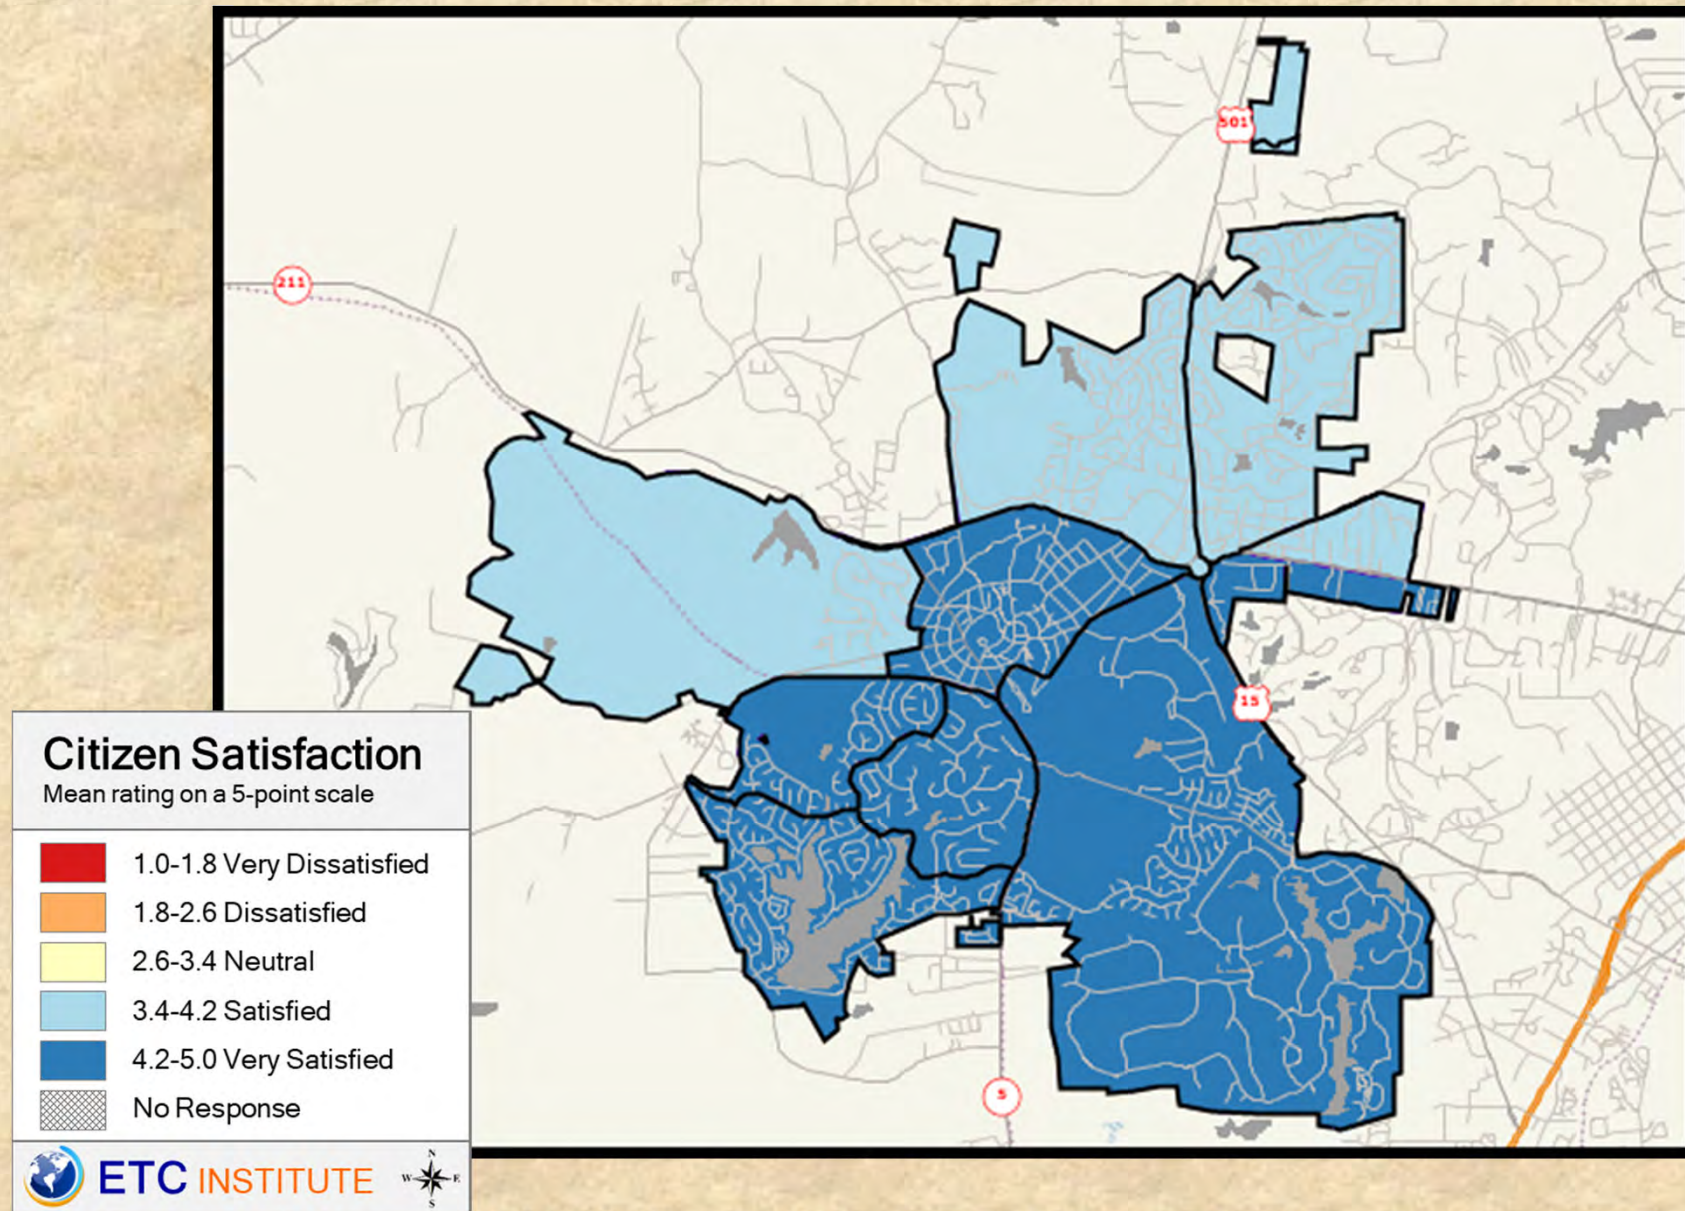 501
211
15
Citizen Satisfaction
Mean rating on a 5-point scale
1.0-1.8 Very Dissatisfied
1.8-2.6 Dissatisfied
2.6-3.4 Neutral
3.4-4.2 Satisfied
4.2-5.0 Very Satisfied
No Response
5
ETC INSTITUTE
N
W E
S